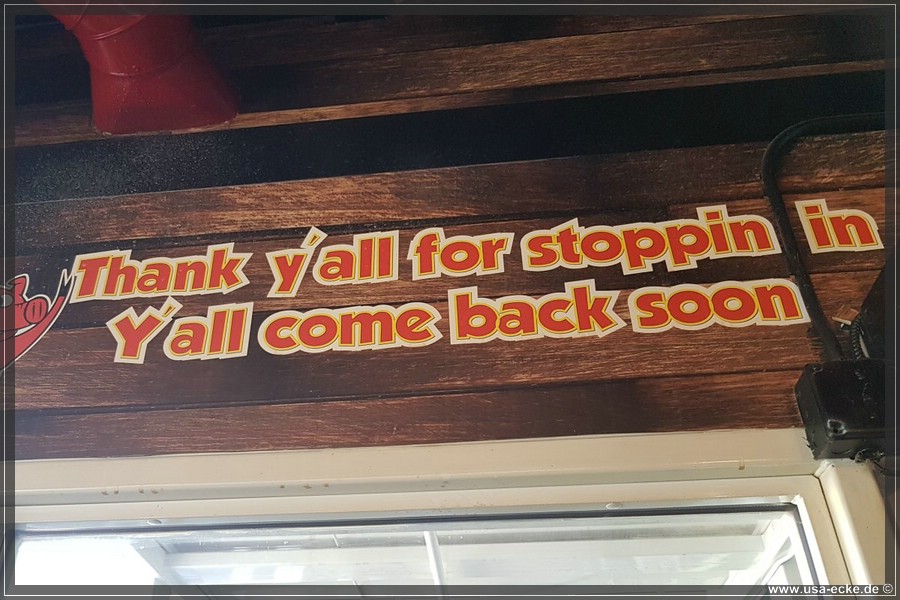 Thank y'all for stoppin in
Y'all come back soon
www.usa-ecke.de ©